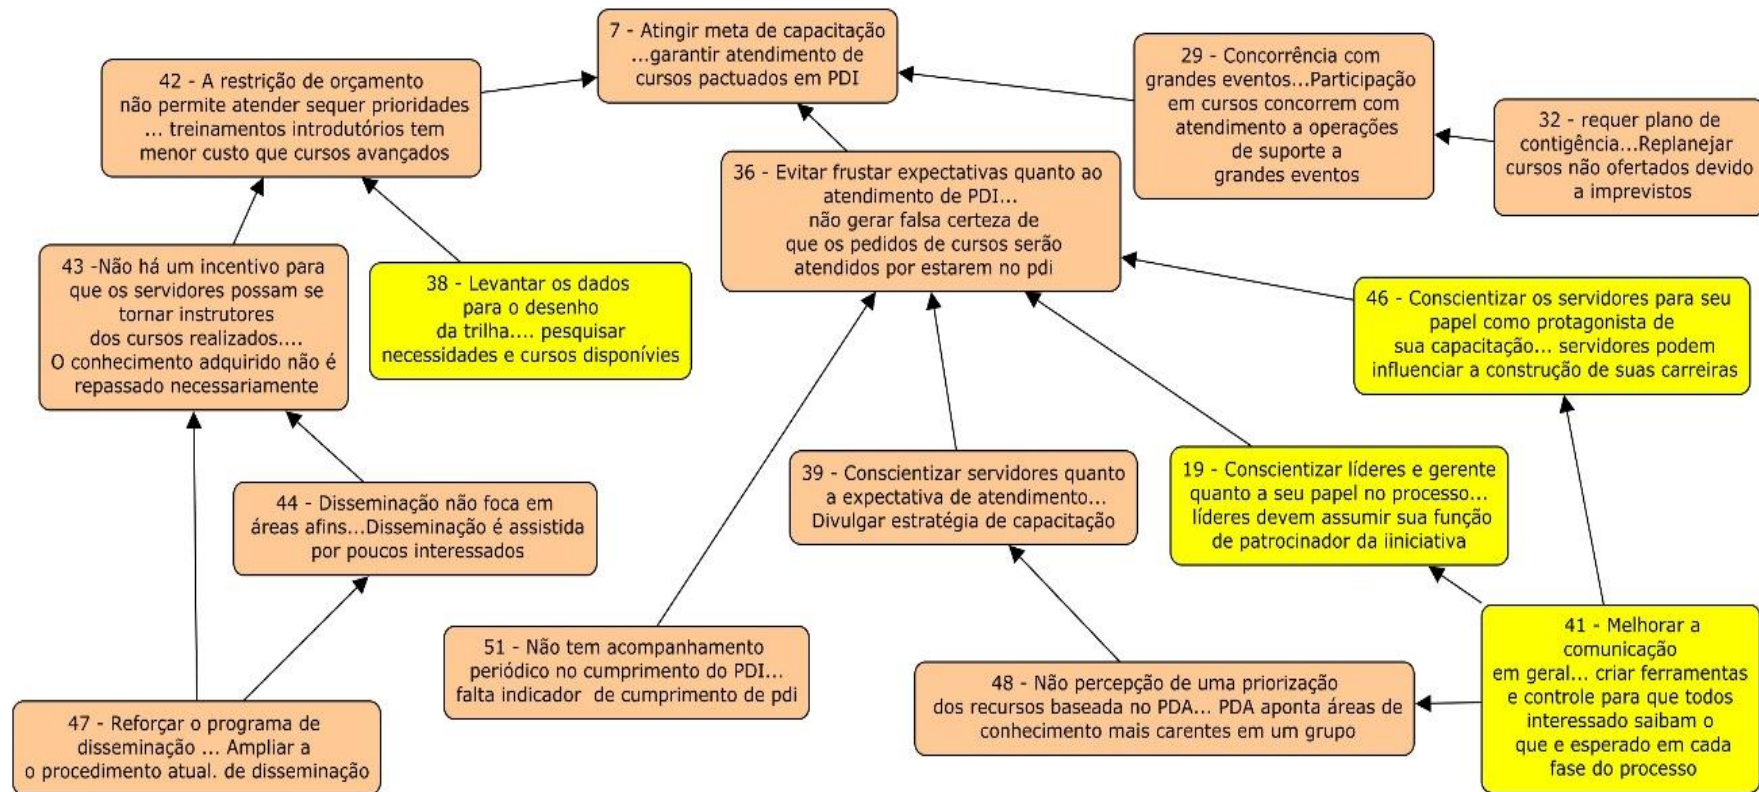 7 - Atingir meta de capacitação
...garantir atendimento de
cursos pactuados em PDI
42 - A restrição de orçamento
não permite atender sequer prioridades
... treinamentos introdutórios tem
menor custo que cursos avançados
29 - Concorrência com
grandes eventos...Participação
em cursos concorrem com
atendimento a operações
de suporte a
grandes eventos
32 - requer plano de
contigência...Replanejar
cursos não ofertados devido
a imprevistos
36 - Evitar frustar expectativas quanto ao
atendimento de PDI...
não gerar falsa certeza de
que os pedidos de cursos serão
atendidos por estarem no pdi
43 -Não há um incentivo para
que os servidores possam se
tornar instrutores
dos cursos realizados....
O conhecimento adquirido não é
repassado necessariamente
38 - Levantar os dados
para o desenho
da trilha.... pesquisar
necessidades e cursos disponívies
46 - Conscientizar os servidores para seu
papel como protagonista de
sua capacitação... servidores podem
influenciar a construção de suas carreiras
44 - Disseminação não foca em
áreas afins...Disseminação é assistida
por poucos interessados
39 - Conscientizar servidores quanto
a expectativa de atendimento...
Divulgar estratégia de capacitação
19 - Conscientizar líderes e gerente
quanto a seu papel no processo...
líderes devem assumir sua função
de patrocinador da iiniciativa
51 - Não tem acompanhamento
periódico no cumprimento do PDI...
falta indicador de cumprimento de pdi
48 - Não percepção de uma priorização
dos recursos baseada no PDA... PDA aponta áreas de
conhecimento mais carentes em um grupo
41 - Melhorar a
comunicação
em geral... criar ferramentas
e controle para que todos
interessado saibam o
que e esperado em cada
fase do processo
47 - Reforçar o programa de
disseminação ... Ampliar a
o procedimento atual. de disseminação